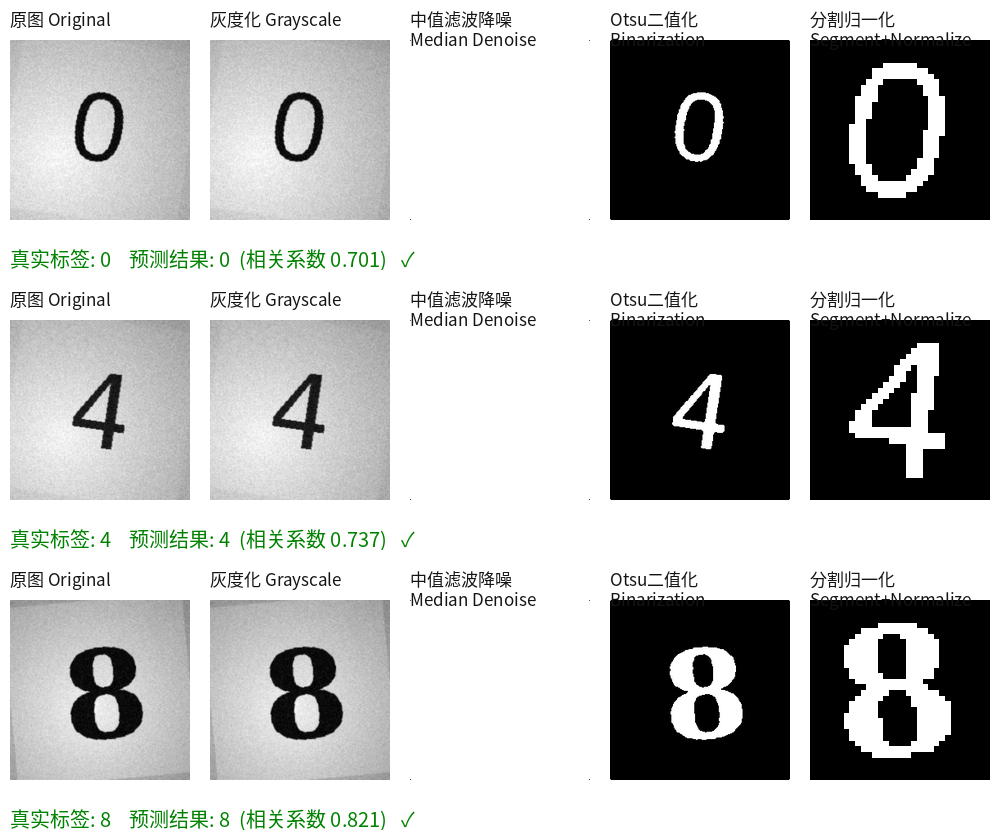 原图 Original
灰度化 Grayscale
中值滤波降噪
Median Denoise
Otsu二值化
Binarization
分割归一化
Segment+Normalize
0
0
0
0
真实标签: 0 预测结果: 0 (相关系数 0.701) ✓
原图 Original
灰度化 Grayscale
中值滤波降噪
Median Denoise
Otsu二值化
Binarization
分割归一化
Segment+Normalize
4
4
4
4
真实标签: 4 预测结果: 4 (相关系数 0.737) ✓
原图 Original
灰度化 Grayscale
中值滤波降噪
Median Denoise
Otsu二值化
Binarization
分割归一化
Segment+Normalize
8
8
8
8
真实标签: 8 预测结果: 8 (相关系数 0.821) ✓